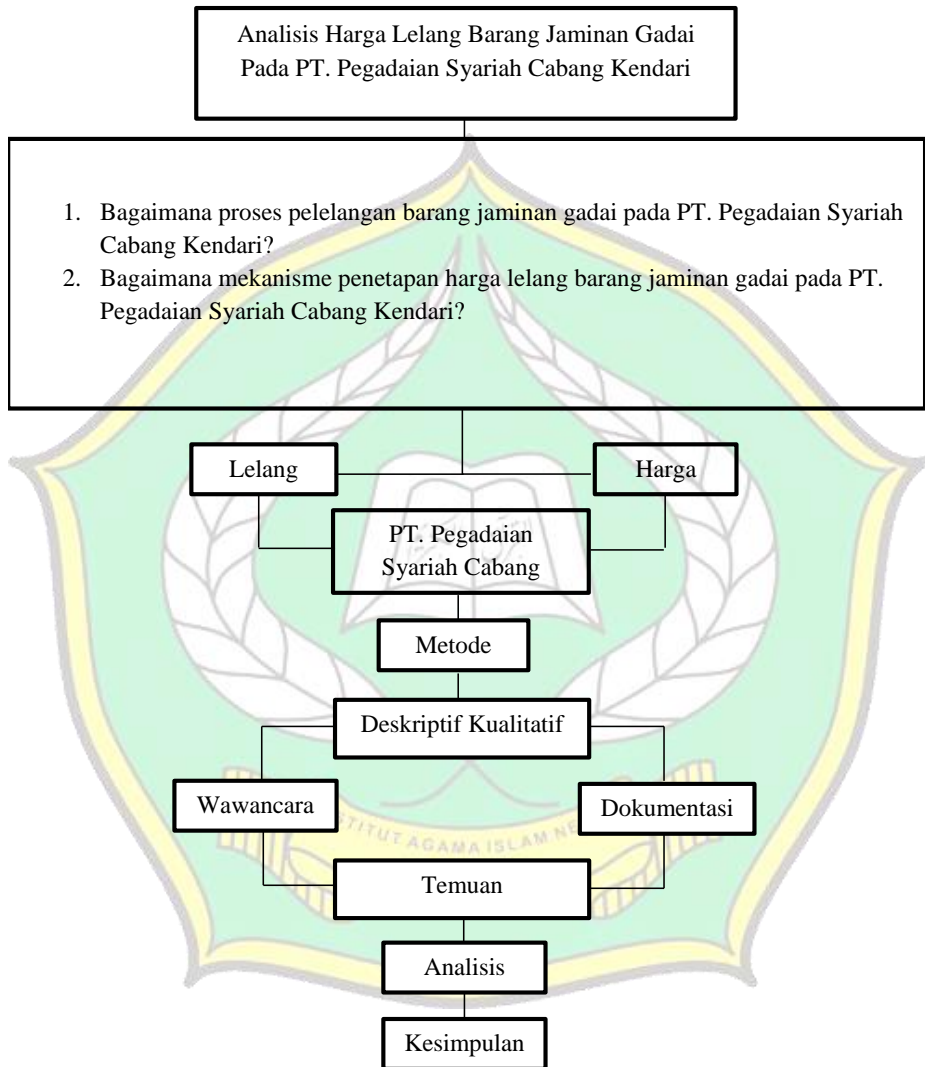 Analisis Harga Lelang Barang Jaminan Gadai
Pada PT. Pegadaian Syariah Cabang Kendari
1. Bagaimana proses pelelangan barang jaminan gadai pada PT. Pegadaian Syariah
Cabang Kendari?
2. Bagaimana mekanisme penetapan harga lelang barang jaminan gadai pada PT.
Pegadaian Syariah Cabang Kendari?
Lelang
Harga
PT. Pegadaian
Syariah Cabang
Metode
Deskriptif Kualitatif
Wawancara
Dokumentasi
AGAMA ISLAM
Temuan
Analisis
Kesimpulan